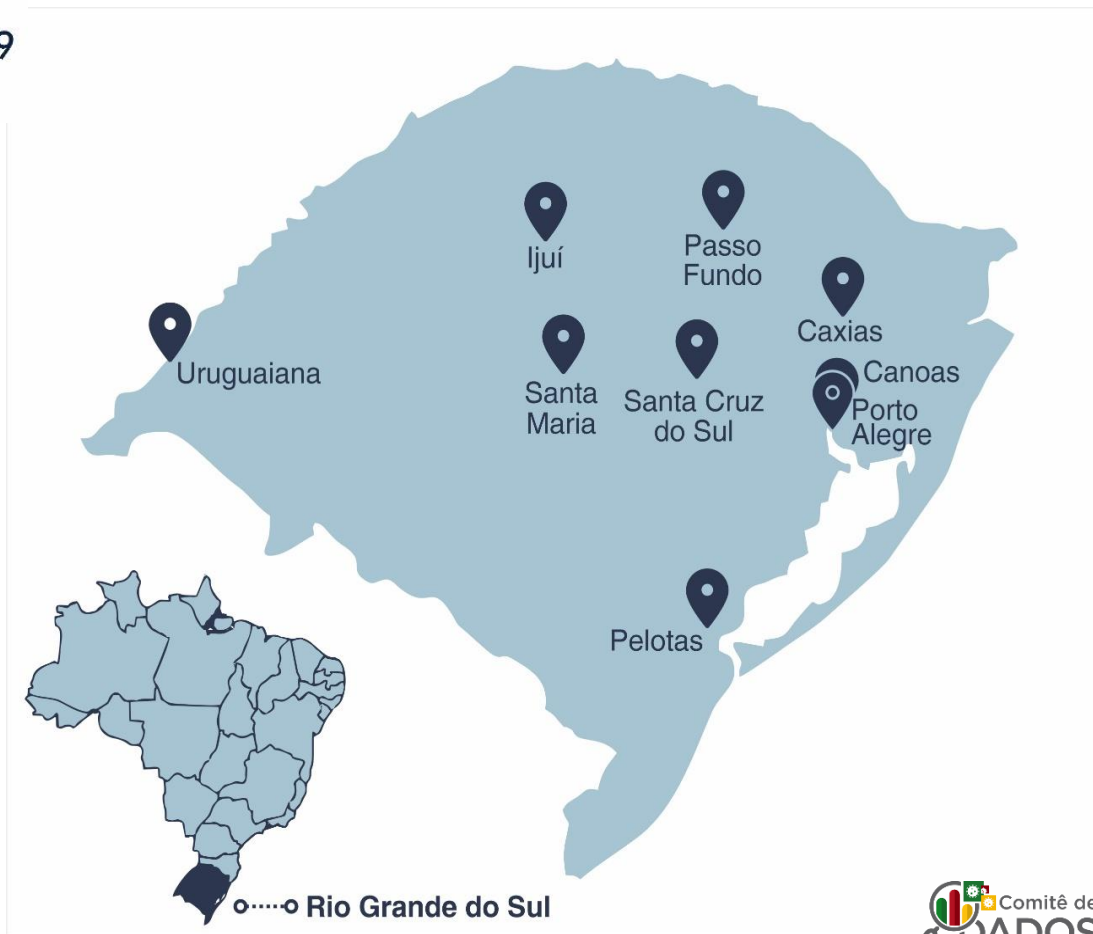 9
Ijuí
Passo
Fundo
Caxias
Uruguaiana
Canoas
Santa
Maria
Santa Cruz
do Sul
Porto
Alegre
Pelotas
Rio Grande do Sul
Comitê de
DADOS